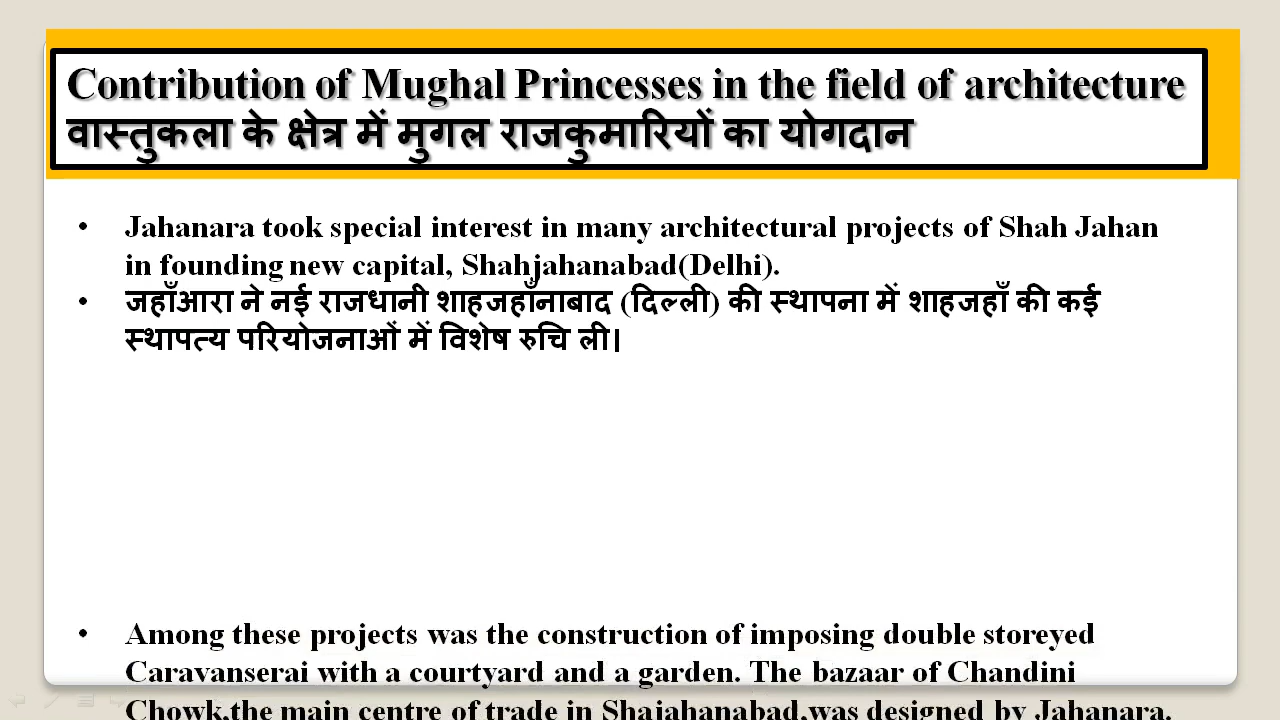 Contribution of Mughal Princesses in the field of architecture
वास्तुकला के क्षेत्र में मुगल राजकुमारियों का योगदान
• Jahanara took special interest in many architectural projects of Shah Jahan
in founding new capital, Shahjahanabad(Delhi).
• जहाँआरा ने नई राजधानी शाहजहाँनाबाद (दिल्ली) की स्थापना में शाहजहाँ की कई
स्थापत्य परियोजनाओं में विशेष रुचि ली।
• Among these projects was the construction of imposing double storeyed
Caravanserai with a courtyard and a garden. The bazaar of Chandini
Chowk,the main centre of trade in Shajahanabad,was designed by Jahanara.